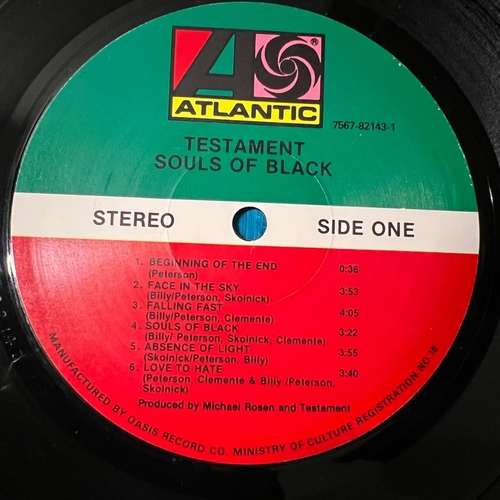 ATLANTIC
®
7567-82143-1
TESTAMENT
SOULS OF BLACK
STEREO
SIDE ONE
1. BEGINNING OF THE END 0:36
(Peterson)
2. FACE IN THE SKY 3:53
(Billy/Peterson, Skolnick)
3. FALLING FAST 4:05
(Billy/Peterson, Clemente)
4. SOULS OF BLACK 3:22
(Billy/ Peterson, Skolnick, Clemente)
5. ABSENCE OF LIGHT 3:55
(Skolnick/Peterson, Billy)
6. LOVE TO HATE 3:40
(Peterson, Clemente & Billy /Peterson,
Skolnick)
Produced by Michael Rosen and Testament
MANUFACTURED BY OASIS RECORD CO. MINISTRY OF CULTURE REGISTRATION NO.